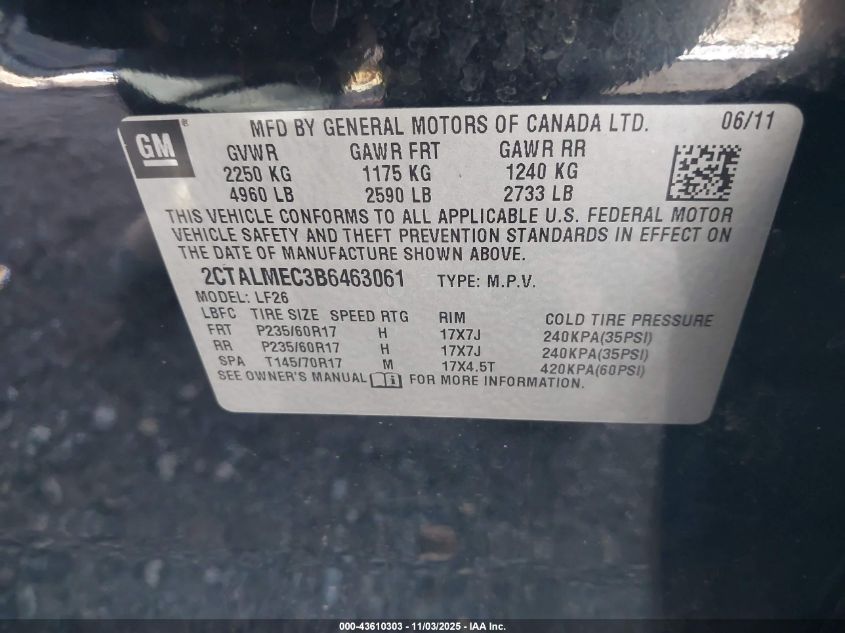 GM
MFD BY GENERAL MOTORS OF CANADA LTD. 06/11
GVWR GAWR FRT GAWR RR
2250 KG 1175 KG 1240 KG
4960 LB 2590 LB 2733 LB
THIS VEHICLE CONFORMS TO ALL APPLICABLE U.S. FEDERAL MOTOR
VEHICLE SAFETY AND THEFT PREVENTION STANDARDS IN EFFECT ON
THE DATE OF MANUFACTURE SHOWN ABOVE.
2CTALMEC3B6463061 TYPE: M.P.V.
MODEL: LF26
LBFC TIRE SIZE SPEED RTG RIM COLD TIRE PRESSURE
FRT P235/60R17 H 17X7J 240KPA(35PSI)
RR P235/60R17 H 17X7J 240KPA(35PSI)
SPA T145/70R17 M 17X4.5T 420KPA(60PSI)
SEE OWNER'S MANUAL FOR MORE INFORMATION.
000-43610303 - 11/03/2025 - IAA Inc.